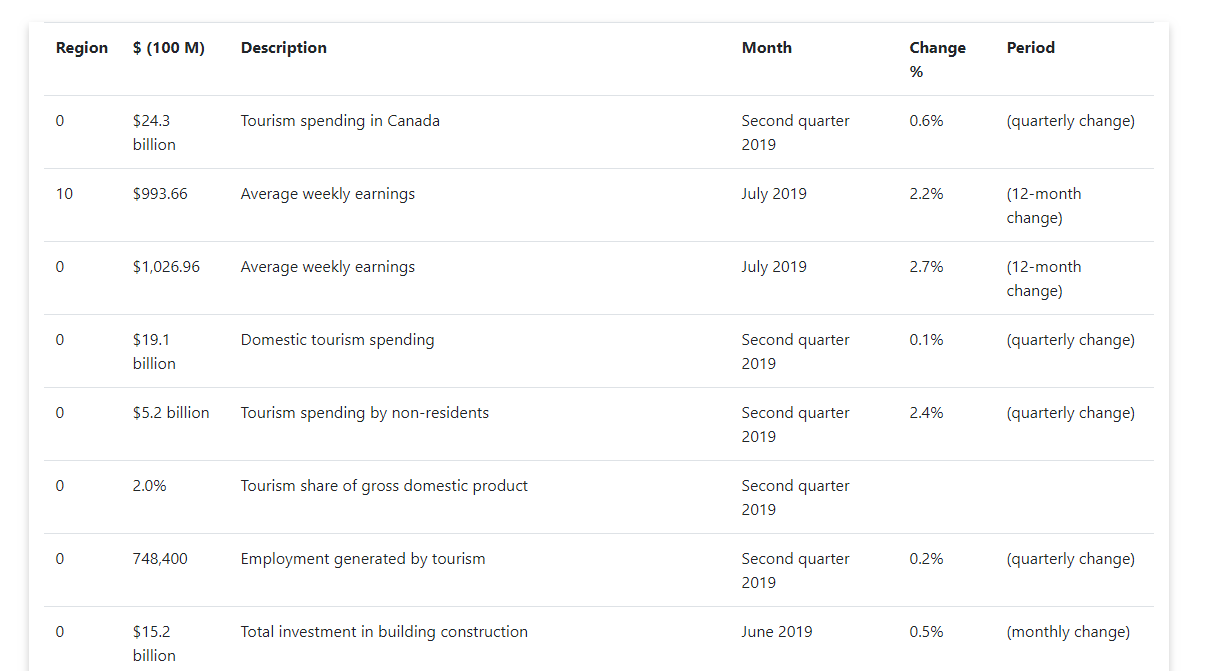 Region $ (100 M) Description Month Change % Period
0 $24.3 billion Tourism spending in Canada Second quarter 2019 0.6% (quarterly change)
10 $993.66 Average weekly earnings July 2019 2.2% (12-month change)
0 $1,026.96 Average weekly earnings July 2019 2.7% (12-month change)
0 $19.1 billion Domestic tourism spending Second quarter 2019 0.1% (quarterly change)
0 $5.2 billion Tourism spending by non-residents Second quarter 2019 2.4% (quarterly change)
0 2.0% Tourism share of gross domestic product Second quarter 2019
0 748,400 Employment generated by tourism Second quarter 2019 0.2% (quarterly change)
0 $15.2 billion Total investment in building construction June 2019 0.5% (monthly change)